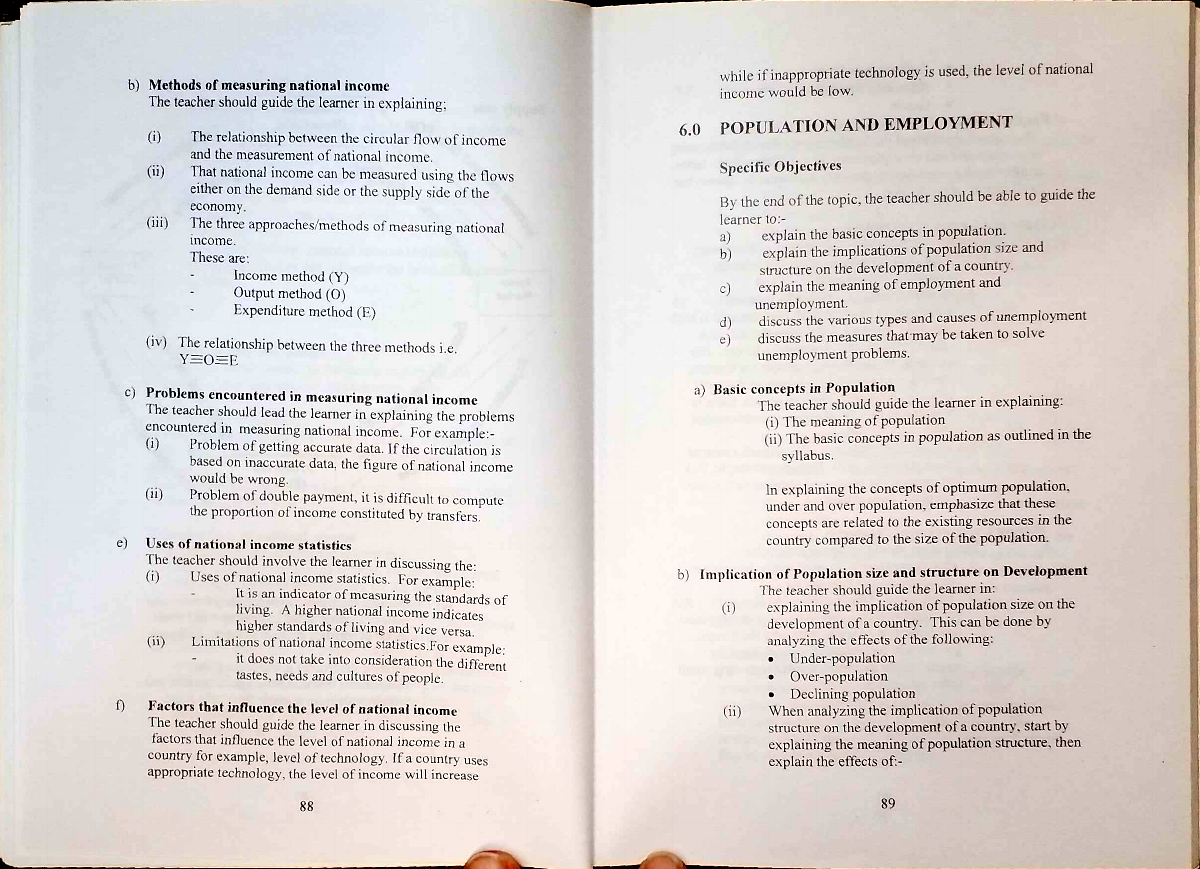 b) Methods of measuring national income
The teacher should guide the learner in explaining;
(i) The relationship between the circular flow of income
and the measurement of national income.
(ii) That national income can be measured using the flows
either on the demand side or the supply side of the
economy.
(iii) The three approaches/methods of measuring national
income.
These are:
- Income method (Y)
- Output method (O)
- Expenditure method (E)
(iv) The relationship between the three methods i.e.
Y≡O≡E
c) Problems encountered in measuring national income
The teacher should lead the learner in explaining the problems
encountered in measuring national income. For example:-
(i) Problem of getting accurate data. If the circulation is
based on inaccurate data, the figure of national income
would be wrong.
(ii) Problem of double payment, it is difficult to compute
the proportion of income constituted by transfers.
e) Uses of national income statistics
The teacher should involve the learner in discussing the:
(i) Uses of national income statistics. For example:
- It is an indicator of measuring the standards of
living. A higher national income indicates
higher standards of living and vice versa.
(ii) Limitations of national income statistics.For example:
- it does not take into consideration the different
tastes, needs and cultures of people.
f) Factors that influence the level of national income
The teacher should guide the learner in discussing the
factors that influence the level of national income in a
country for example, level of technology. If a country uses
appropriate technology, the level of income will increase
88
while if inappropriate technology is used, the level of national
income would be low.
6.0 POPULATION AND EMPLOYMENT
Specific Objectives
By the end of the topic, the teacher should be able to guide the
learner to:-
a) explain the basic concepts in population.
b) explain the implications of population size and
structure on the development of a country.
c) explain the meaning of employment and
unemployment.
d) discuss the various types and causes of unemployment
e) discuss the measures that may be taken to solve
unemployment problems.
a) Basic concepts in Population
The teacher should guide the learner in explaining:
(i) The meaning of population
(ii) The basic concepts in population as outlined in the
syllabus.
In explaining the concepts of optimum population,
under and over population, emphasize that these
concepts are related to the existing resources in the
country compared to the size of the population.
b) Implication of Population size and structure on Development
The teacher should guide the learner in:
(i) explaining the implication of population size on the
development of a country. This can be done by
analyzing the effects of the following:
• Under-population
• Over-population
• Declining population
(ii) When analyzing the implication of population
structure on the development of a country, start by
explaining the meaning of population structure, then
explain the effects of:-
89